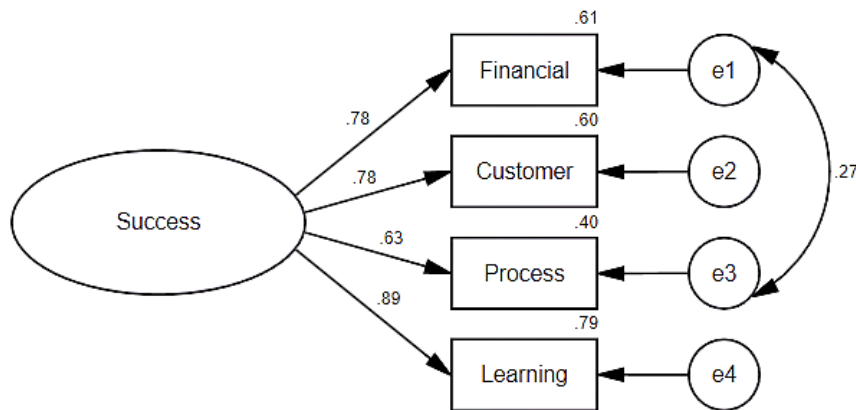 .61
Financial
e1
.78
.60
Customer
e2
.78
.27
Success
.40
.63
Process
e3
.89
.79
Learning
e4